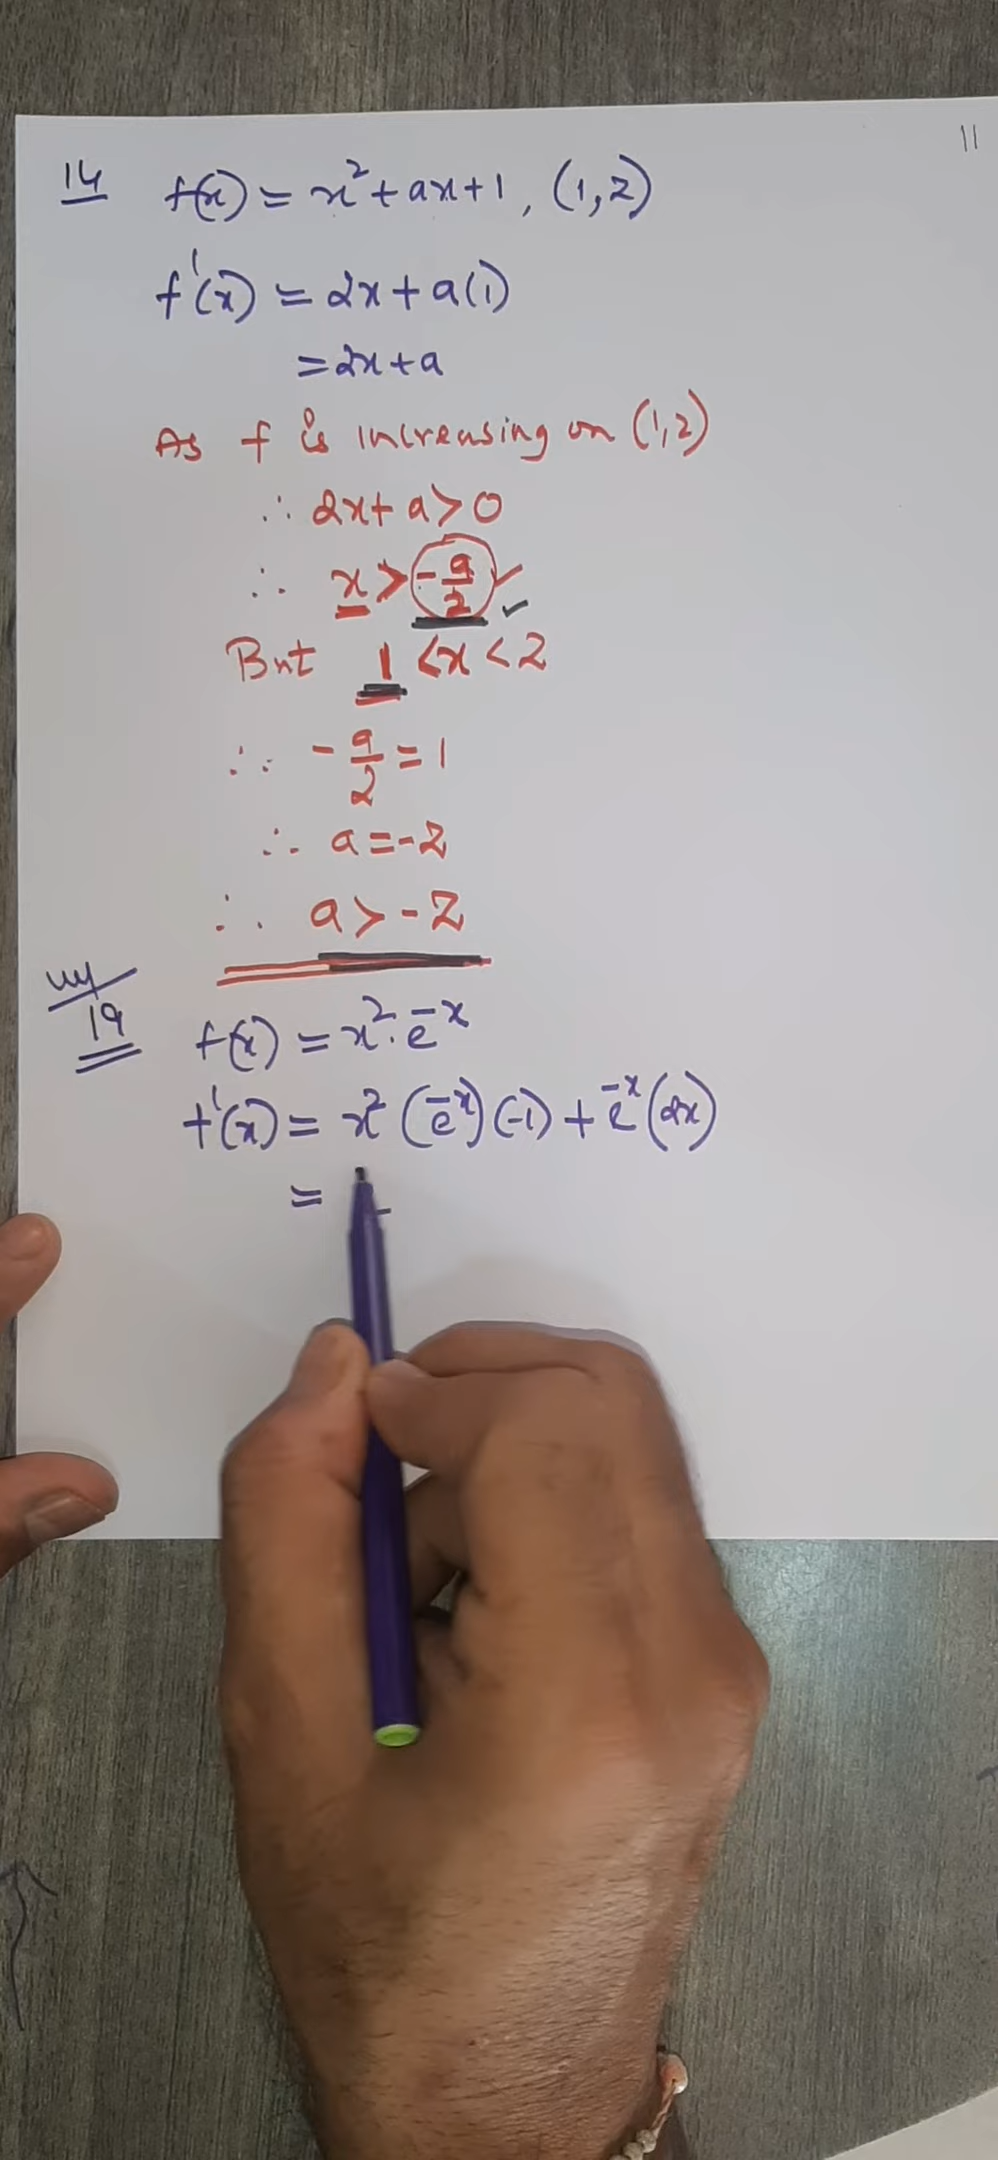 11
14 f(x) = x² + ax + 1, (1,2)
f'(x) = 2x + a(1)
= 2x + a
As f is increasing on (1,2)
∴ 2x + a > 0
∴ x > -a/2 ✓ ✓
But 1 < x < 2
∴ -a/2 = 1
∴ a = -2
∴ a > -2
19 f(x) = x² · e⁻ˣ
f'(x) = x² (e⁻ˣ) (-1) + e⁻ˣ (2x)
=